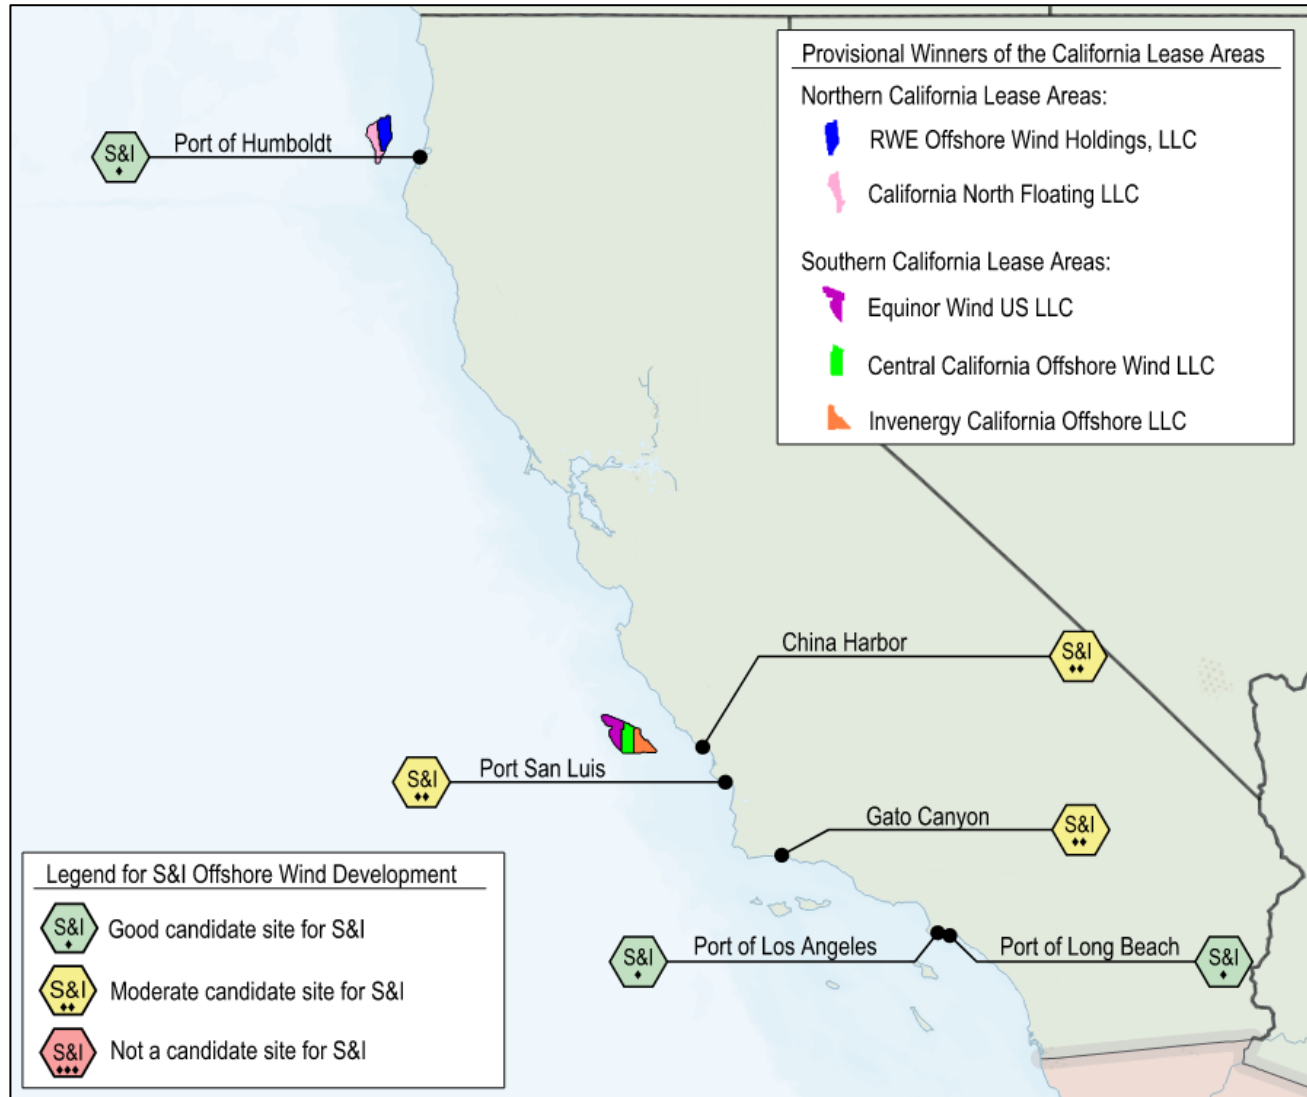 Provisional Winners of the California Lease Areas
Northern California Lease Areas:
RWE Offshore Wind Holdings, LLC
California North Floating LLC
Southern California Lease Areas:
Equinor Wind US LLC
Central California Offshore Wind LLC
Invenergy California Offshore LLC
Port of Humboldt
S&I
China Harbor
S&I
Port San Luis
S&I
Gato Canyon
S&I
Port of Los Angeles
S&I
Port of Long Beach
S&I
Legend for S&I Offshore Wind Development
S&I Good candidate site for S&I
S&I Moderate candidate site for S&I
S&I Not a candidate site for S&I